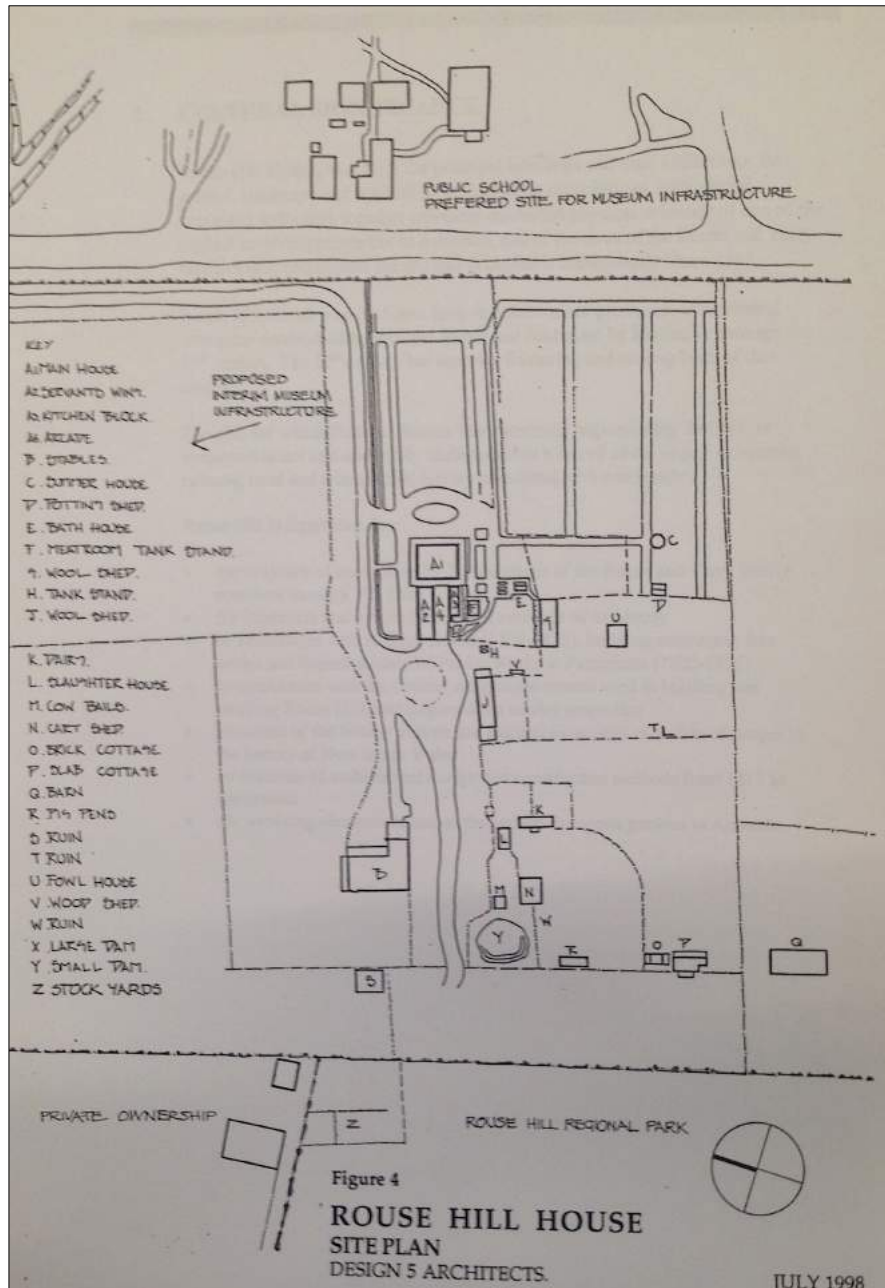 PUBLIC SCHOOL
PREFERED SITE FOR MUSEUM INFRASTRUCTURE
KEY
A1 MAIN HOUSE
A2 SERVANTS WING.
A3 KITCHEN BLOCK.
A4 ARCADE
B. STABLES.
C. SUMMER HOUSE
D. POTTING SHED.
E. BATH HOUSE
F. MEATROOM TANK STAND.
G. WOOL SHED.
H. TANK STAND.
J. WOOL SHED.
PROPOSED
INTERIM MUSEUM
INFRASTRUCTURE
K. DAIRY.
L. SLAUGHTER HOUSE
M. COW BAILS.
N. CART SHED.
O. BRICK COTTAGE
P. SLAB COTTAGE
Q. BARN
R. PIG PENS
S. RUIN
T. RUIN
U. FOWL HOUSE
V. WOOD SHED.
W. RUIN
X. LARGE DAM
Y. SMALL DAM.
Z STOCK YARDS
A1
A2
A4
A3
F
E
C
D
G
U
H
V
J
T
K
L
B
M
N
W
Y
R
O
P
Q
S
PRIVATE OWNERSHIP
Z
ROUSE HILL REGIONAL PARK
Figure 4
ROUSE HILL HOUSE
SITE PLAN
DESIGN 5 ARCHITECTS.
JULY 1998